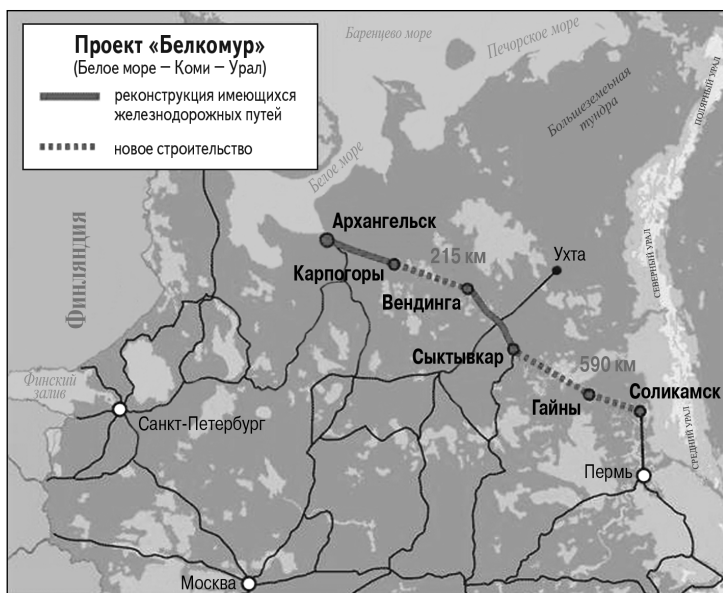 Проект «Белкомур»
(Белое море – Коми – Урал)
реконструкция имеющихся
железнодорожных путей
новое строительство
Баренцево море
Печорское море
Большеземеьная
тундра
ПОЛЯРНЫЙ УРАЛ
Белое море
Финляндия
Архангельск
215 км
Ухта
СЕВЕРНЫЙ УРАЛ
Карпогоры
Вендинга
Сыктывкар
590 км
Финский
залив
Гайны
Соликамск
Санкт-Петербург
СРЕДНИЙ УРАЛ
Пермь
Москва